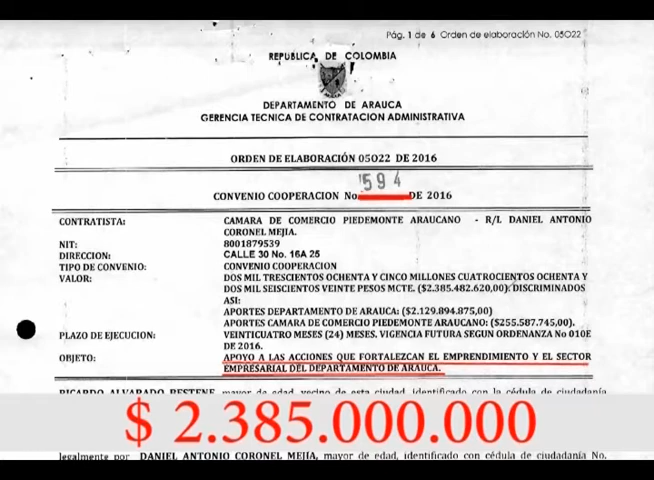 Pág. 1 de 6 Orden de elaboración No. 05O22
REPUBLICA DE COLOMBIA
DEPARTAMENTO DE ARAUCA
GERENCIA TECNICA DE CONTRATACION ADMINISTRATIVA
ORDEN DE ELABORACIÓN 05O22 DE 2016
594
CONVENIO COOPERACION No DE 2016
CONTRATISTA: CAMARA DE COMERCIO PIEDEMONTE ARAUCANO - R/L DANIEL ANTONIO
CORONEL MEJIA.
NIT: 8001879539
DIRECCION: CALLE 30 No. 16A 25
TIPO DE CONVENIO: CONVENIO COOPERACION
VALOR: DOS MIL TRESCIENTOS OCHENTA Y CINCO MILLONES CUATROCIENTOS OCHENTA Y
DOS MIL SEISCIENTOS VEINTE PESOS MCTE. ($2.385.482.620,00). DISCRIMINADOS
ASI:
APORTES DEPARTAMENTO DE ARAUCA: ($2.129.894.875,00)
APORTES CAMARA DE COMERCIO PIEDEMONTE ARAUCANO: ($255.587.745,00).
PLAZO DE EJECUCION: VEINTICUATRO MESES (24) MESES. VIGENCIA FUTURA SEGUN ORDENANZA No 010E
DE 2016.
OBJETO: APOYO A LAS ACCIONES QUE FORTALEZCAN EL EMPRENDIMIENTO Y EL SECTOR
EMPRESARIAL DEL DEPARTAMENTO DE ARAUCA.
RICARDO ALVARADO BESTENE, mayor de edad, vecino de esta ciudad, identificado con la cédula de ciudadanía
$ 2.385.000.000
legalmente por DANIEL ANTONIO CORONEL MEJIA, mayor de edad, identificado con cédula de ciudadanía No.